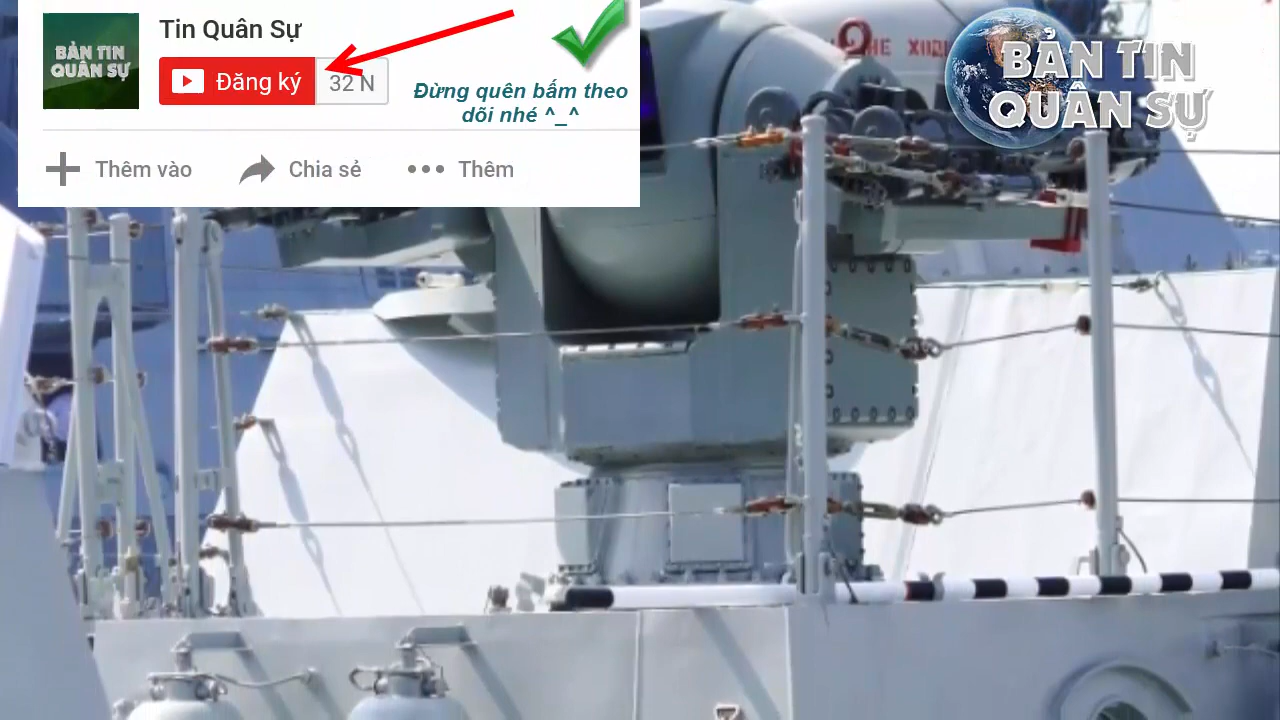 BẢN TIN
QUÂN SỰ
Tin Quân Sự
Đăng ký
32 N
Đừng quên bấm theo
dõi nhé ^_^
Thêm vào
Chia sẻ
Thêm
BẢN TIN
QUÂN SỰ
НЕ